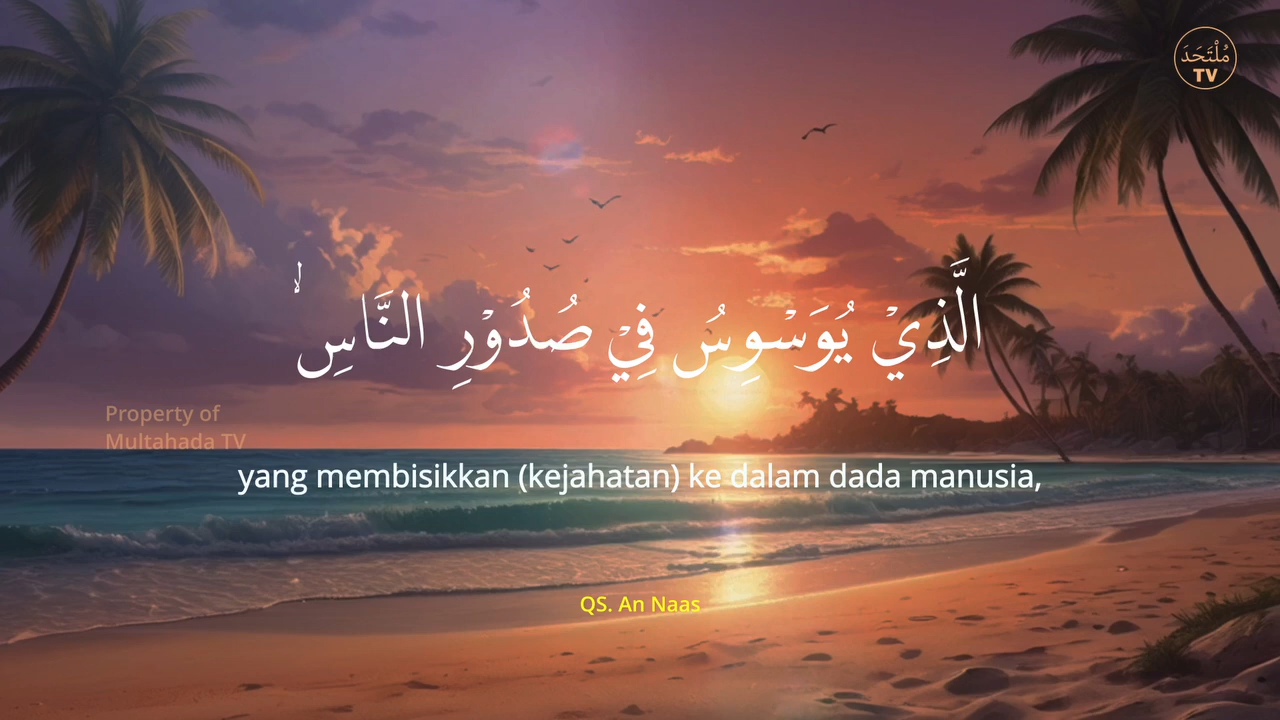 مُلْتَحَدَ
TV
الَّذِيْ يُوَسْوِسُ فِيْ صُدُوْرِ النَّاسِۙ
Property of
Multahada TV
yang membisikkan (kejahatan) ke dalam dada manusia,
QS. An Naas